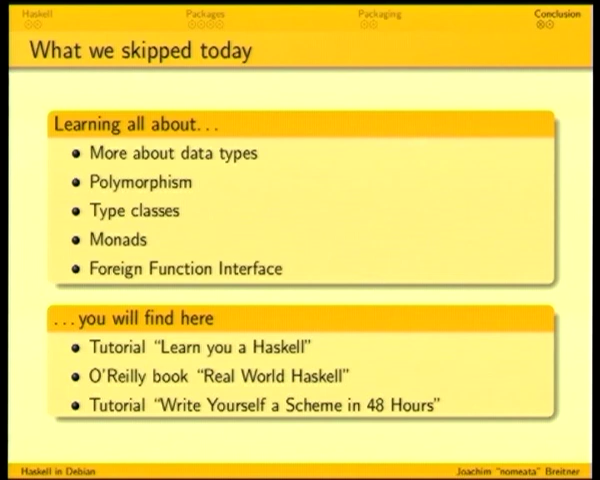 Haskell
Packages
Packaging
Conclusion
What we skipped today
Learning all about...
More about data types
Polymorphism
Type classes
Monads
Foreign Function Interface
...you will find here
Tutorial “Learn you a Haskell”
O'Reilly book “Real World Haskell”
Tutorial “Write Yourself a Scheme in 48 Hours”
Haskell in Debian
Joachim “nomeata” Breitner